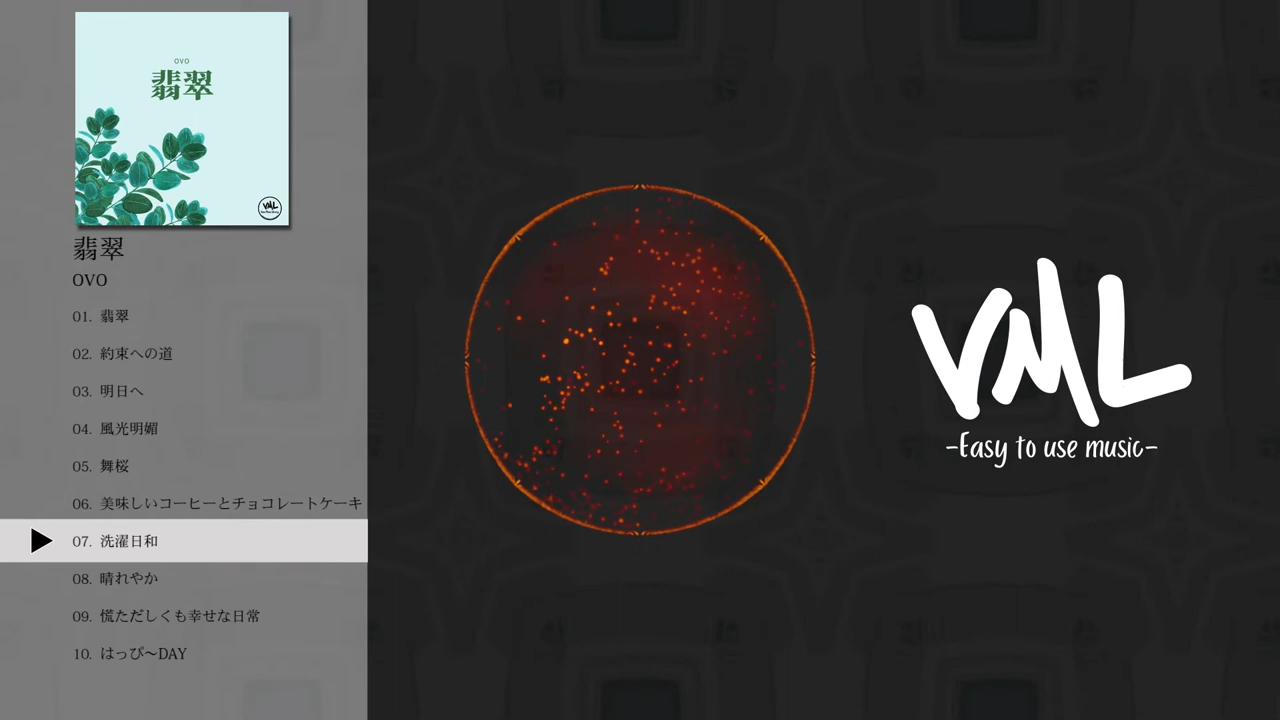 OVO
翡翠
VML
翡翠
OVO
01. 翡翠
02. 約束への道
03. 明日へ
04. 風光明媚
05. 舞桜
06. 美味しいコーヒーとチョコレートケーキ
07. 洗濯日和
08. 晴れやか
09. 慌ただしくも幸せな日常
10. はっぴ〜DAY
VML
-Easy to use music-